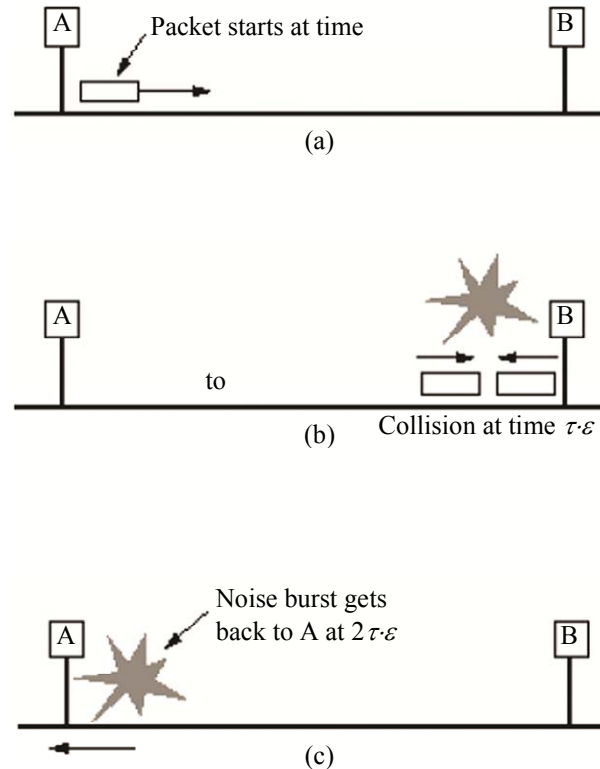 A
Packet starts at time
B
(a)
A
B
to
Collision at time τ·ε
(b)
A
Noise burst gets
back to A at 2τ·ε
B
(c)